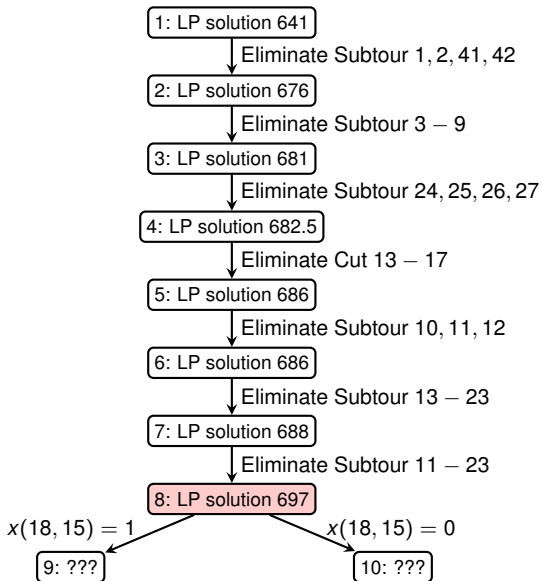 1: LP solution 641
Eliminate Subtour 1, 2, 41, 42
2: LP solution 676
Eliminate Subtour 3 − 9
3: LP solution 681
Eliminate Subtour 24, 25, 26, 27
4: LP solution 682.5
Eliminate Cut 13 − 17
5: LP solution 686
Eliminate Subtour 10, 11, 12
6: LP solution 686
Eliminate Subtour 13 − 23
7: LP solution 688
Eliminate Subtour 11 − 23
8: LP solution 697
x(18, 15) = 1
x(18, 15) = 0
9: ???
10: ???